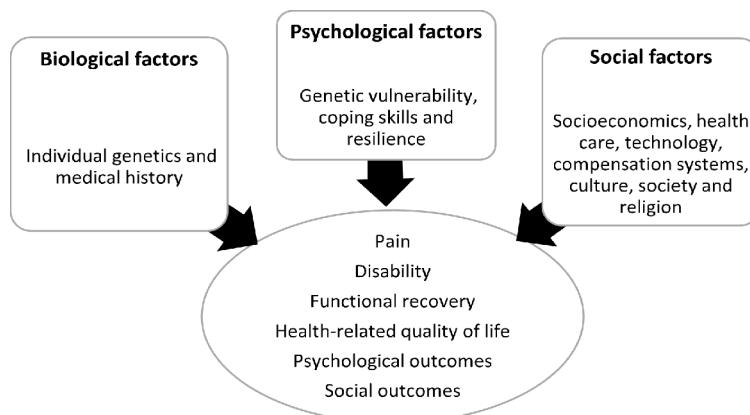 Biological factors
Individual genetics and
medical history
Psychological factors
Genetic vulnerability,
coping skills and
resilience
Social factors
Socioeconomics, health
care, technology,
compensation systems,
culture, society and
religion
Pain
Disability
Functional recovery
Health-related quality of life
Psychological outcomes
Social outcomes